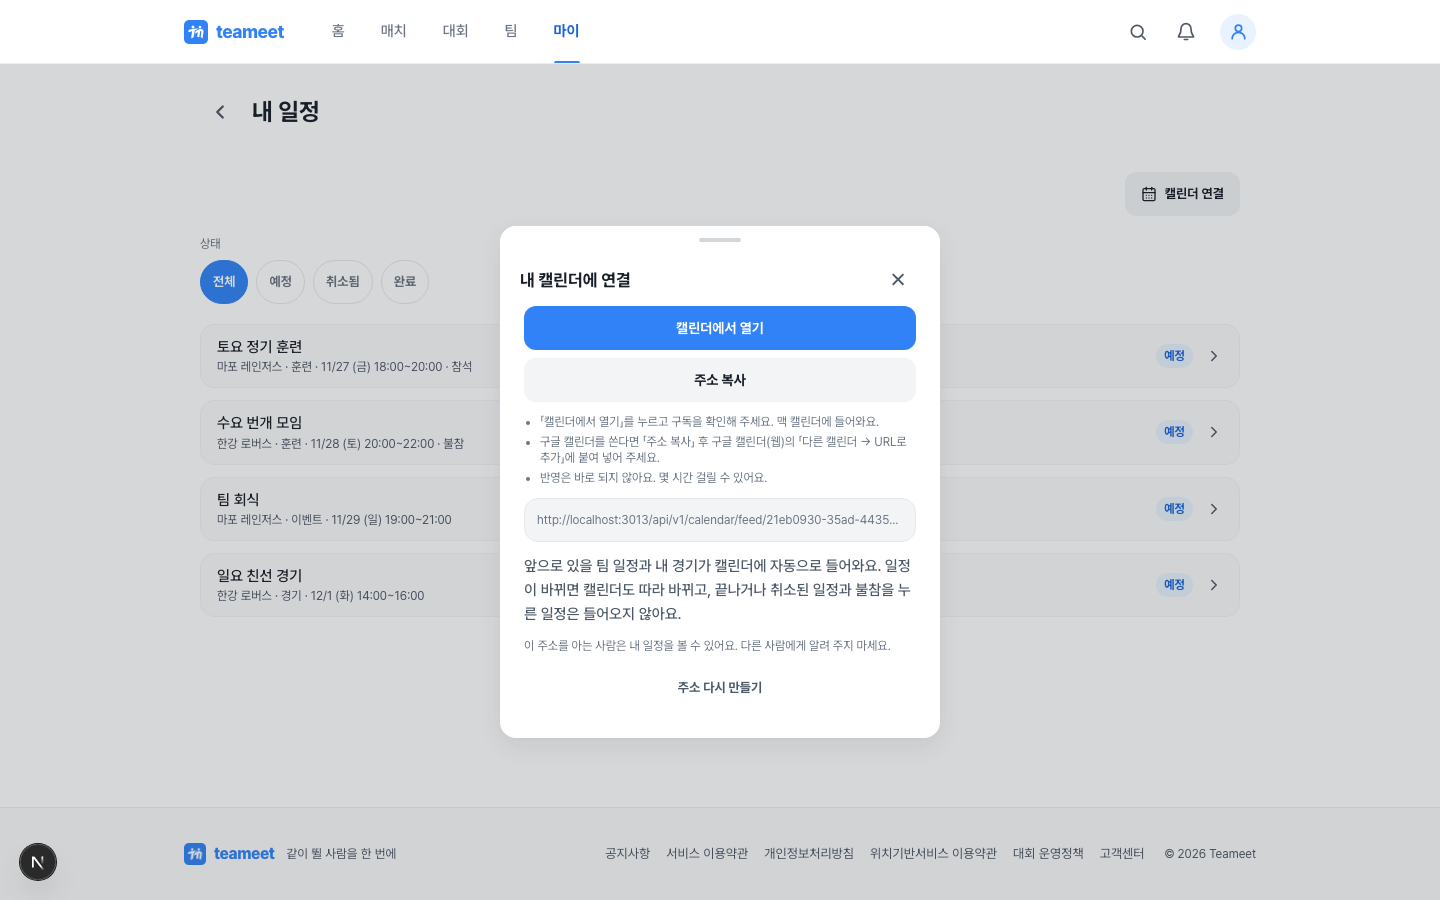 teameet
홈
매치
대회
팀
마이
내 일정
캘린더 연결
상태
전체
예정
취소됨
완료
토요 정기 훈련
마포 레인저스 · 훈련 · 11/27 (금) 18:00~20:00 · 참석
예정
수요 번개 모임
한강 로버스 · 훈련 · 11/28 (토) 20:00~22:00 · 불참
예정
팀 회식
마포 레인저스 · 이벤트 · 11/29 (일) 19:00~21:00
예정
일요 친선 경기
한강 로버스 · 경기 · 12/1 (화) 14:00~16:00
예정
내 캘린더에 연결
캘린더에서 열기
주소 복사
• 「캘린더에서 열기」를 누르고 구독을 확인해 주세요. 맥 캘린더에 들어와요.
• 구글 캘린더를 쓴다면 「주소 복사」 후 구글 캘린더(웹)의 「다른 캘린더 → URL로
추가」에 붙여 넣어 주세요.
• 반영은 바로 되지 않아요. 몇 시간 걸릴 수 있어요.
http://localhost:3013/api/v1/calendar/feed/21eb0930-35ad-4435...
앞으로 있을 팀 일정과 내 경기가 캘린더에 자동으로 들어와요. 일정
이 바뀌면 캘린더도 따라 바뀌고, 끝나거나 취소된 일정과 불참을 누
른 일정은 들어오지 않아요.
이 주소를 아는 사람은 내 일정을 볼 수 있어요. 다른 사람에게 알려 주지 마세요.
주소 다시 만들기
N
teameet
같이 뛸 사람을 한 번에
공지사항
서비스 이용약관
개인정보처리방침
위치기반서비스 이용약관
대회 운영정책
고객센터
© 2026 Teameet